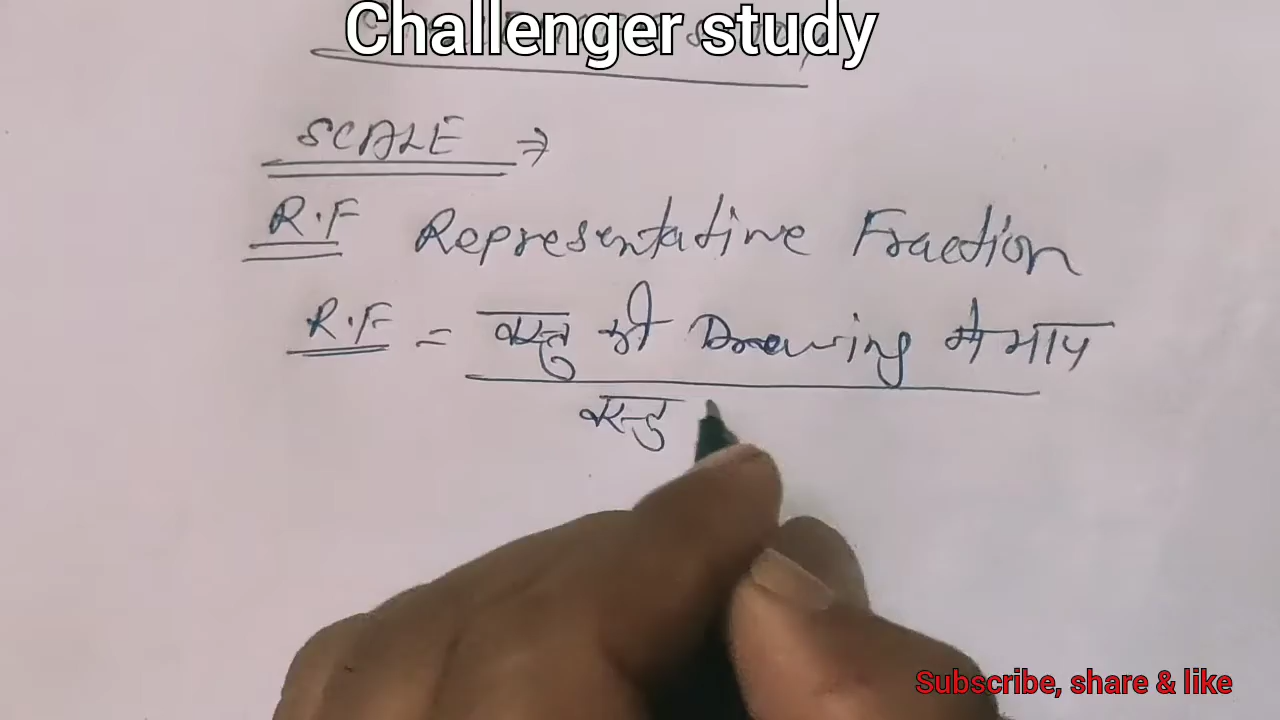 Challenger study
SCALE ⇒
R.F Representative Fraction
R.F = वस्तु की Drawing में माप
वस्तु
Subscribe, share & like